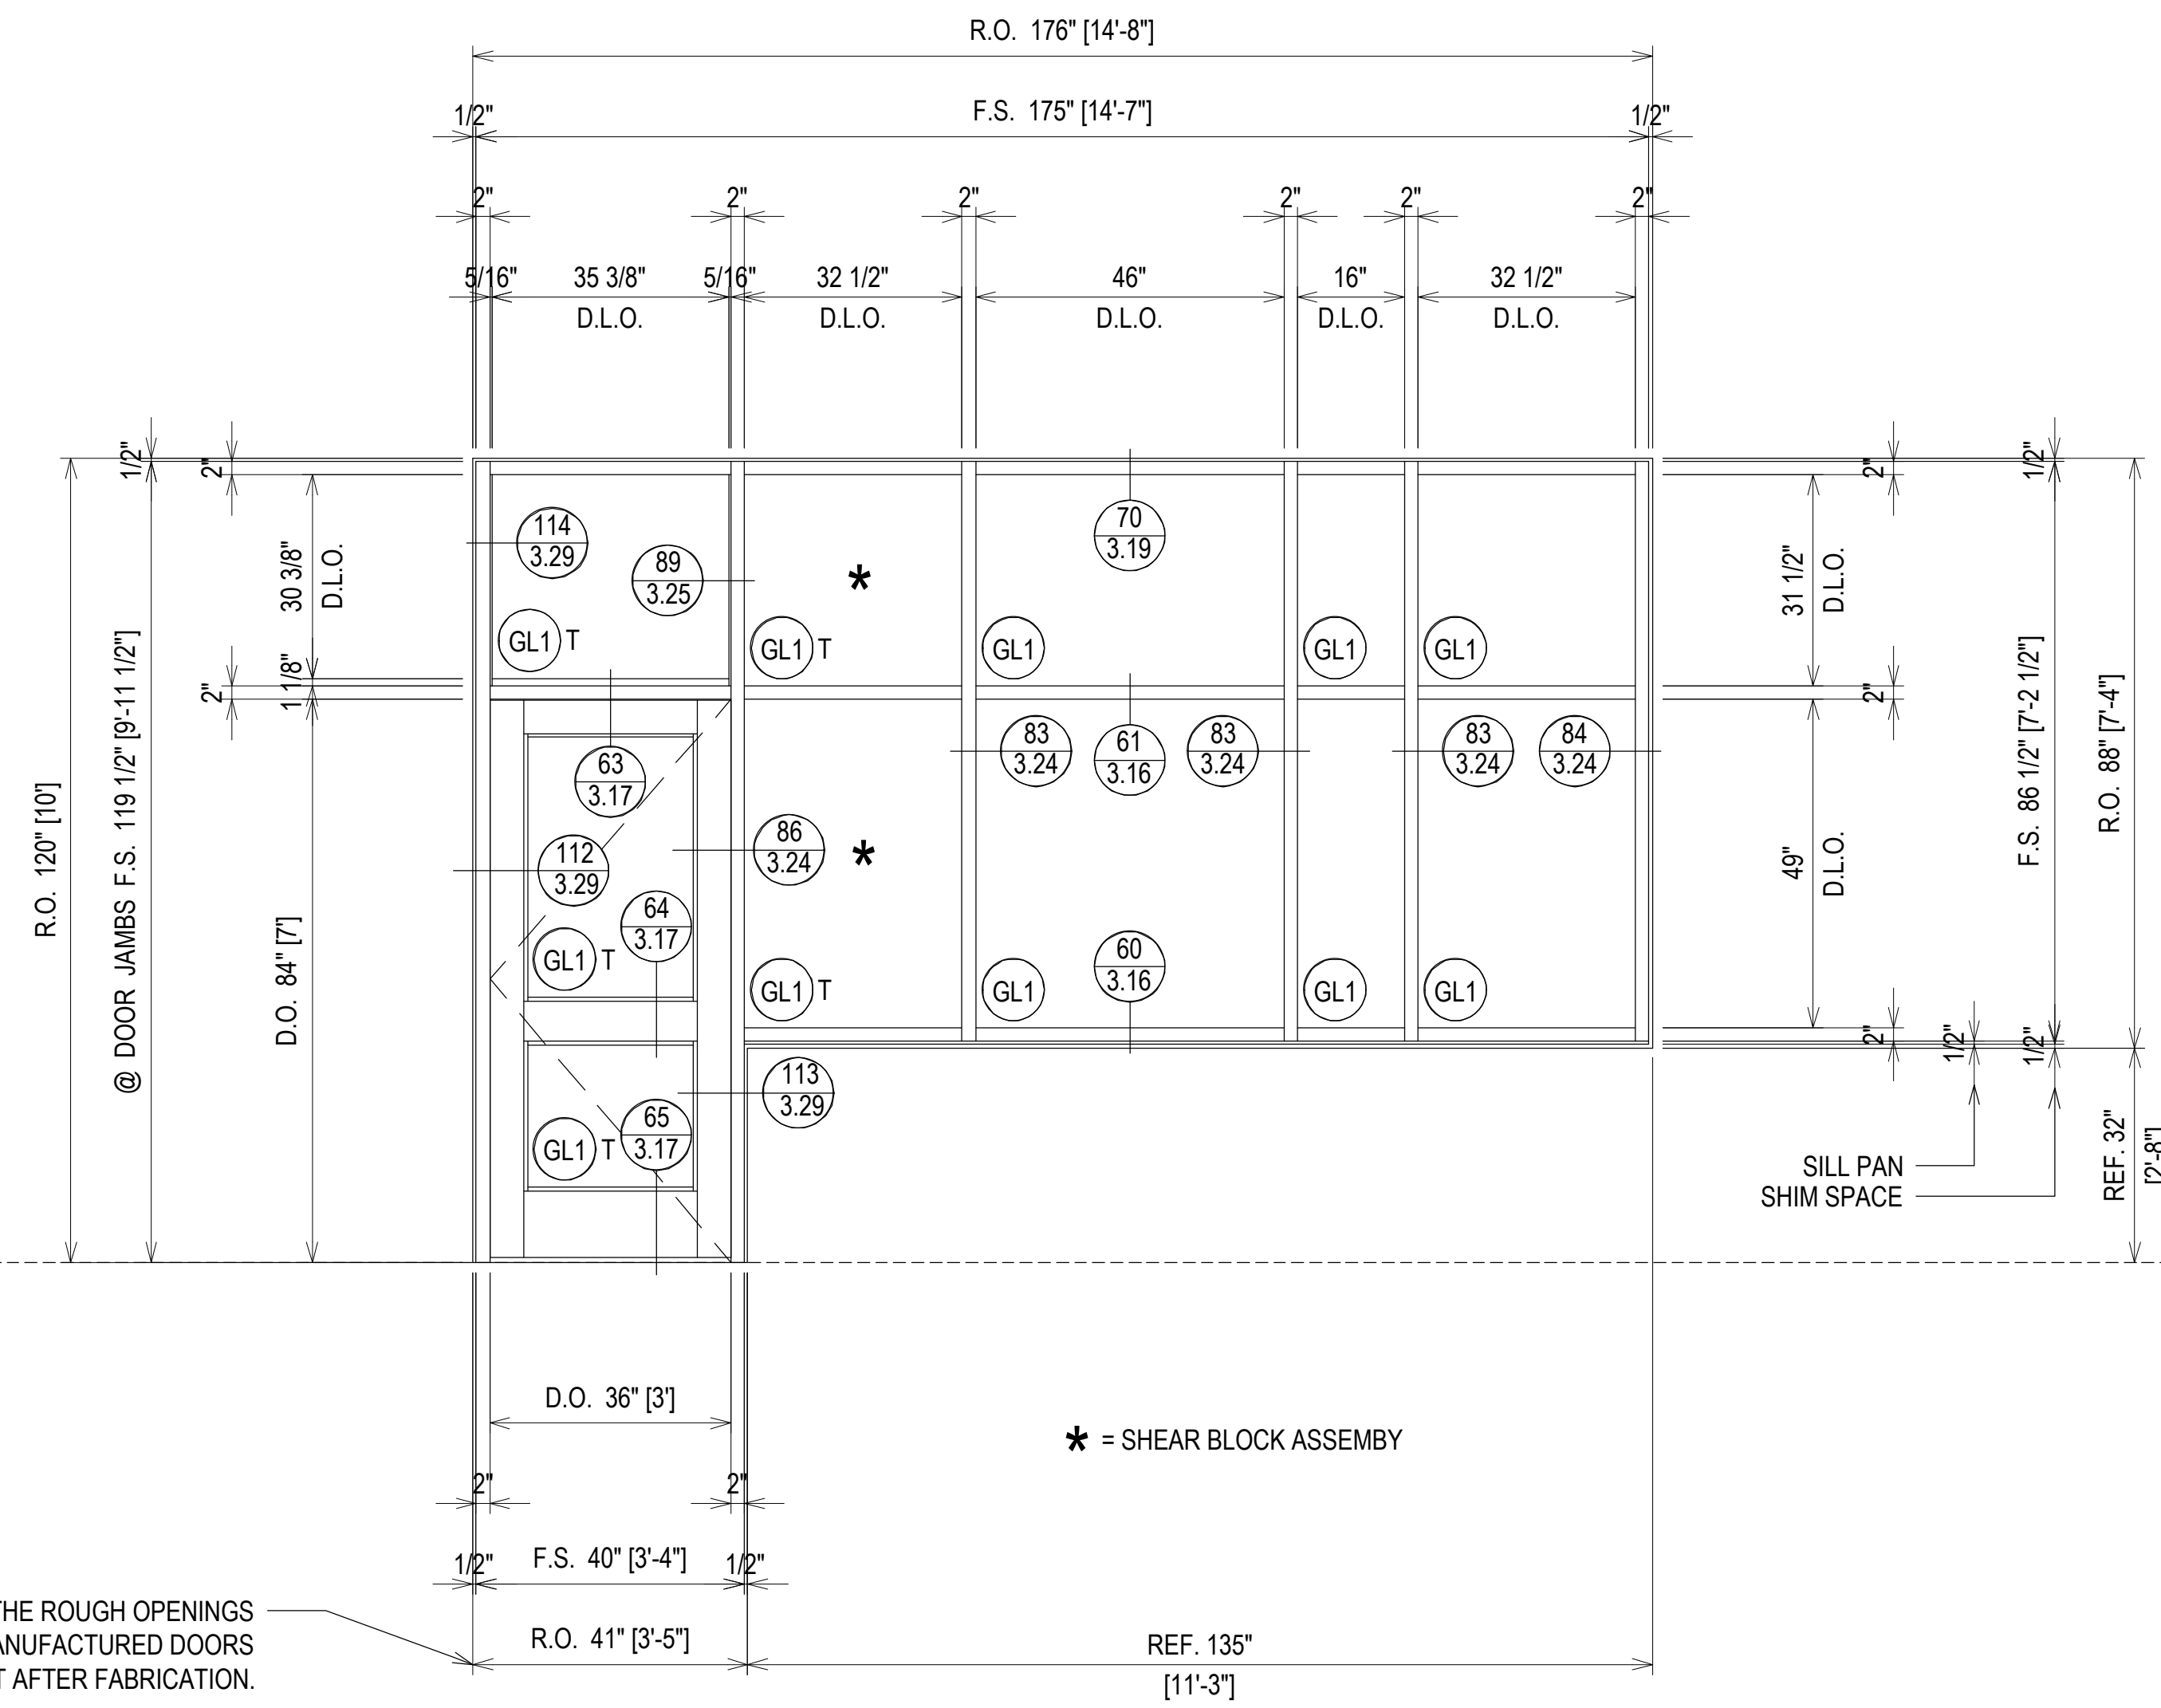 R.O. 176" [14'-8"]
1/2" F.S. 175" [14'-7"] 1/2"
2" 2" 2" 2" 2" 2"
5/16" 35 3/8" 5/16" 32 1/2" 46" 16" 32 1/2"
D.L.O. D.L.O. D.L.O. D.L.O. D.L.O.
R.O. 120" [10']
1/2"
@ DOOR JAMBS F.S. 119 1/2" [9'-11 1/2"]
2"
2"
30 3/8"
D.L.O.
1 1/8"
D.O. 84" [7']
114
3.29
89
3.25
*
70
3.19
GL1 T GL1 T GL1 GL1 GL1
63
3.17
83
3.24
61
3.16
83
3.24
83
3.24
84
3.24
112
3.29
86
3.24
*
64
3.17
GL1 T GL1 T
60
3.16
GL1 GL1 GL1
113
3.29
65
3.17
GL1 T
31 1/2"
D.L.O.
49"
D.L.O.
2"
2"
2"
1/2"
1/2"
F.S. 86 1/2" [7'-2 1/2"]
1/2"
R.O. 88" [7'-4"]
REF. 32"
[2'-8"]
SILL PAN
SHIM SPACE
D.O. 36" [3']
* = SHEAR BLOCK ASSEMBY
2" 2"
1/2" F.S. 40" [3'-4"] 1/2"
R.O. 41" [3'-5"] REF. 135"
[11'-3"]
THE ROUGH OPENINGS
ANUFACTURED DOORS
T AFTER FABRICATION.